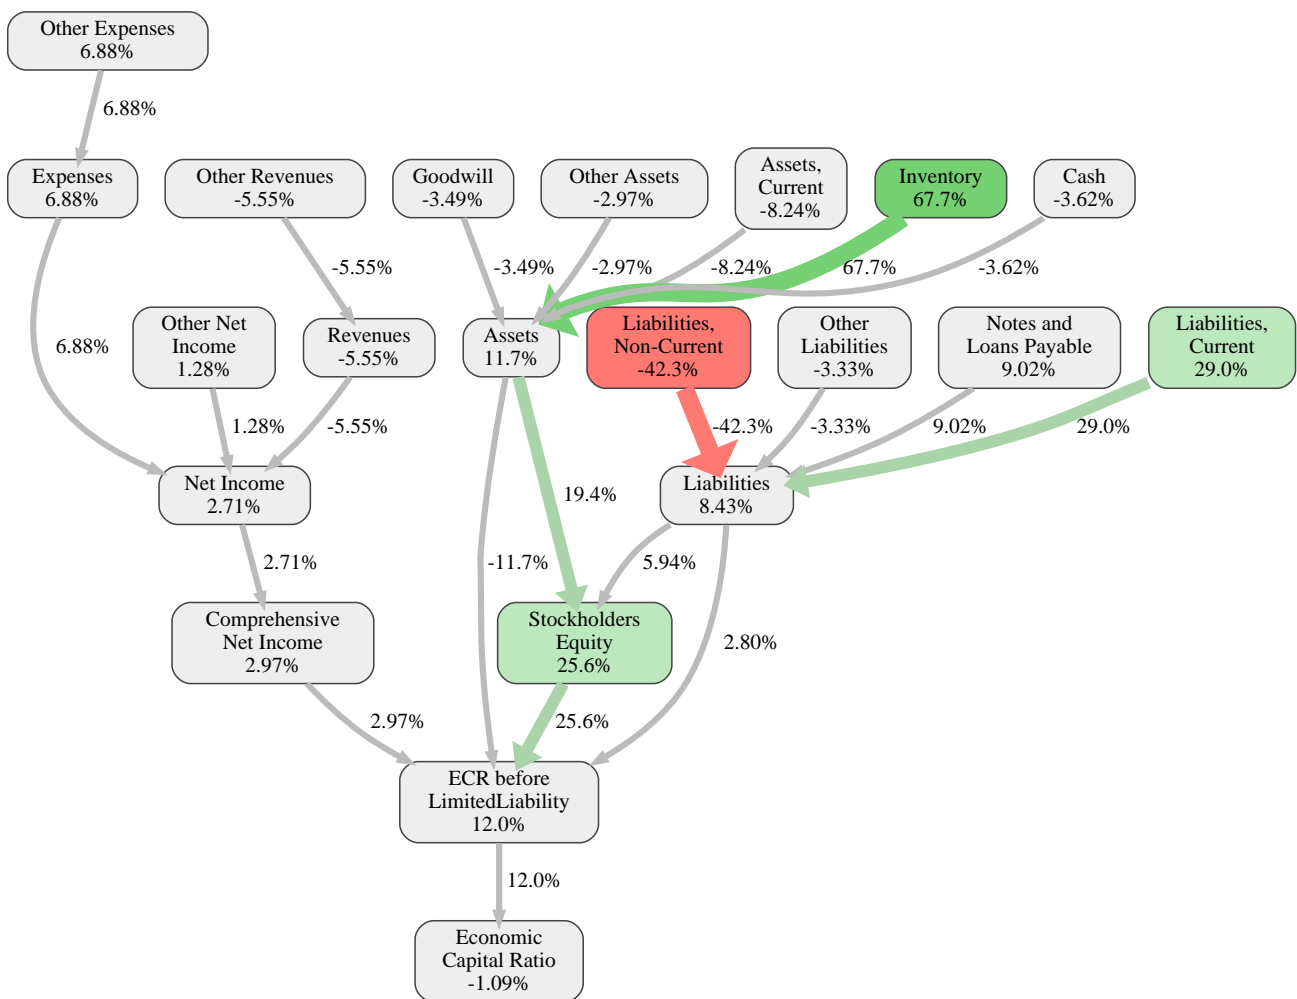 Other Expenses
6.88%
6.88%
Expenses
6.88%
Other Revenues
-5.55%
Goodwill
-3.49%
Other Assets
-2.97%
Assets,
Current
-8.24%
Inventory
67.7%
Cash
-3.62%
-5.55%
-3.49%
-2.97%
-8.24%
67.7%
-3.62%
6.88%
Other Net
Income
1.28%
Revenues
-5.55%
Assets
11.7%
Liabilities,
Non-Current
-42.3%
Other
Liabilities
-3.33%
Notes and
Loans Payable
9.02%
Liabilities,
Current
29.0%
1.28%
-5.55%
-42.3%
-3.33%
9.02%
29.0%
Net Income
2.71%
19.4%
Liabilities
8.43%
2.71%
-11.7%
5.94%
Comprehensive
Net Income
2.97%
Stockholders
Equity
25.6%
2.80%
2.97%
25.6%
ECR before
LimitedLiability
12.0%
12.0%
Economic
Capital Ratio
-1.09%